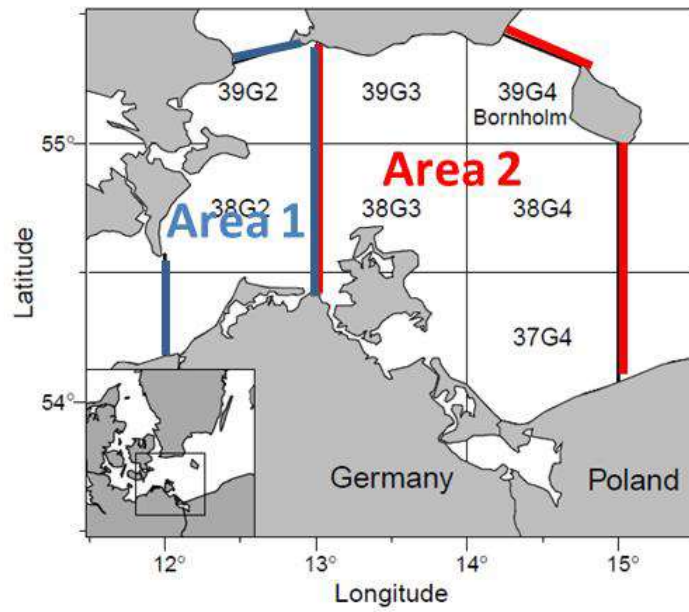 39G2 39G3 39G4
Bornholm
55°
Area 2
38G2 38G3 38G4
Area 1
Latitude
37G4
54°
Germany Poland
12° 13° 14° 15°
Longitude